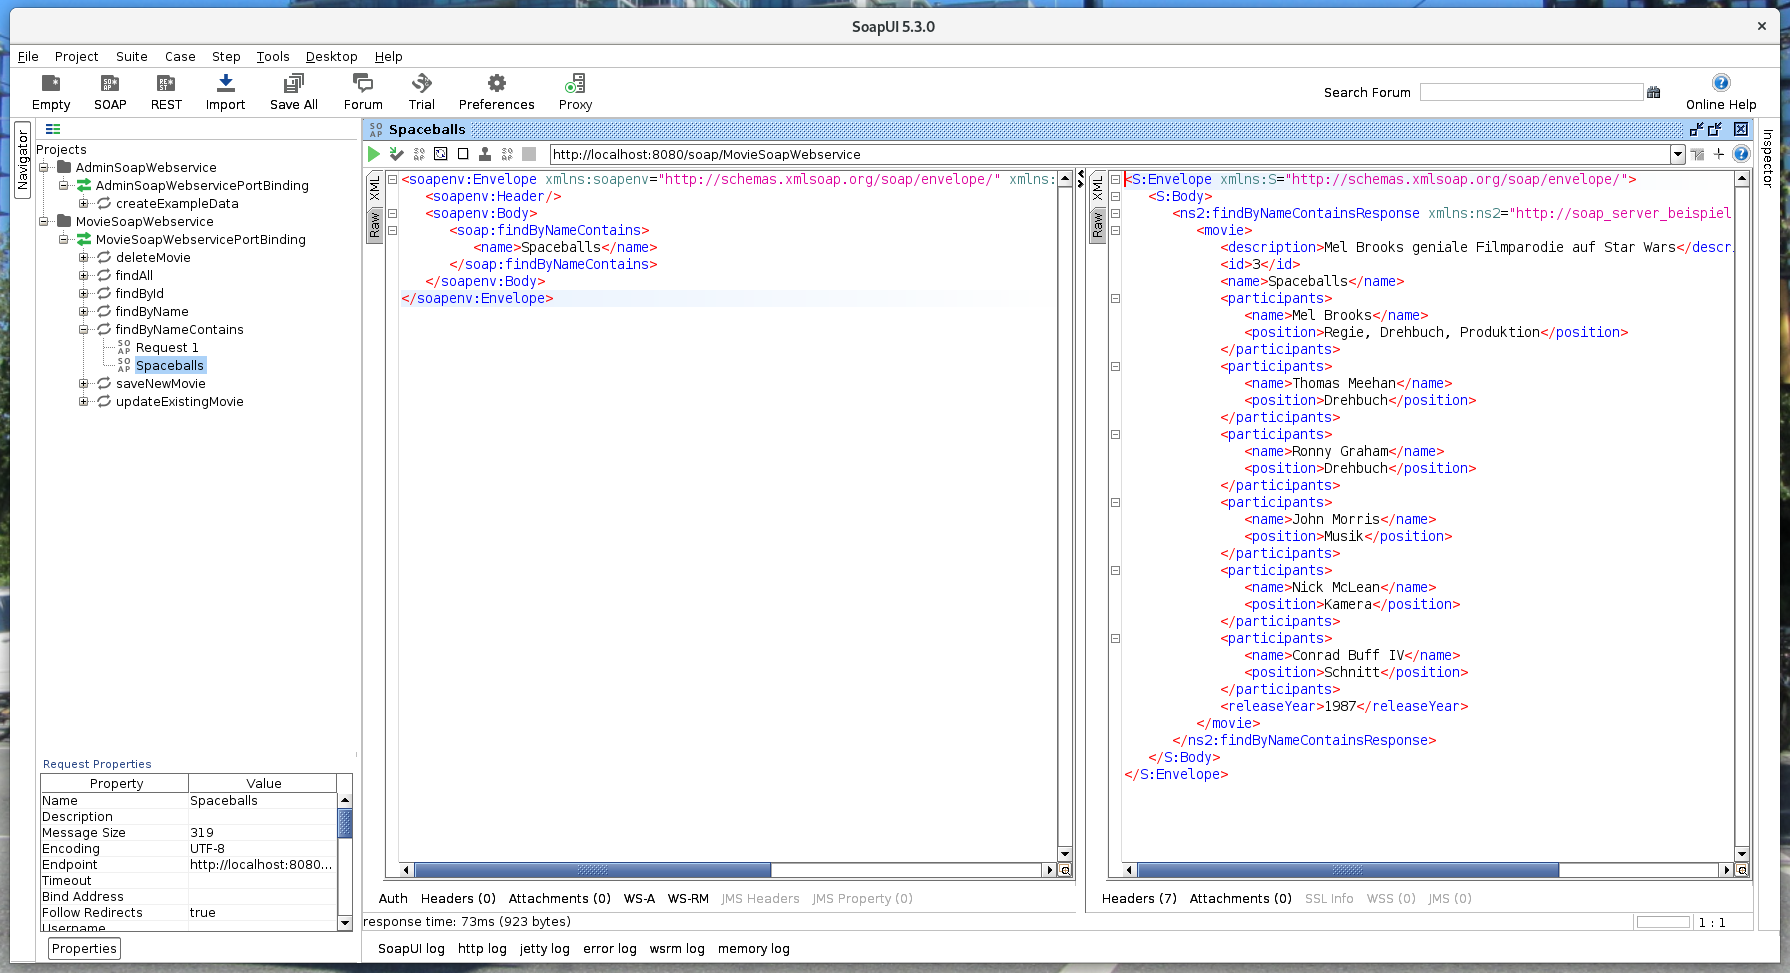 SoapUI 5.3.0
File Project Suite Case Step Tools Desktop Help
Empty SOAP REST Import Save All Forum Trial Preferences Proxy
Search Forum
Online Help
Navigator
Projects
AdminSoapWebservice
AdminSoapWebservicePortBinding
createExampleData
MovieSoapWebservice
MovieSoapWebservicePortBinding
deleteMovie
findAll
findById
findByName
findByNameContains
Request 1
Spaceballs
saveNewMovie
updateExistingMovie
Request Properties
Property Value
Name Spaceballs
Description
Message Size 319
Encoding UTF-8
Endpoint http://localhost:8080...
Timeout
Bind Address
Follow Redirects true
Username
Properties
Spaceballs
http://localhost:8080/soap/MovieSoapWebservice
XML
Raw
<soapenv:Envelope xmlns:soapenv="http://schemas.xmlsoap.org/soap/envelope/" xmlns:
<soapenv:Header/>
<soapenv:Body>
<soap:findByNameContains>
<name>Spaceballs</name>
</soap:findByNameContains>
</soapenv:Body>
</soapenv:Envelope>
XML
Raw
<S:Envelope xmlns:S="http://schemas.xmlsoap.org/soap/envelope/">
<S:Body>
<ns2:findByNameContainsResponse xmlns:ns2="http://soap_server_beispiel
<movie>
<description>Mel Brooks geniale Filmparodie auf Star Wars</descr
<id>3</id>
<name>Spaceballs</name>
<participants>
<name>Mel Brooks</name>
<position>Regie, Drehbuch, Produktion</position>
</participants>
<participants>
<name>Thomas Meehan</name>
<position>Drehbuch</position>
</participants>
<participants>
<name>Ronny Graham</name>
<position>Drehbuch</position>
</participants>
<participants>
<name>John Morris</name>
<position>Musik</position>
</participants>
<participants>
<name>Nick McLean</name>
<position>Kamera</position>
</participants>
<participants>
<name>Conrad Buff IV</name>
<position>Schnitt</position>
</participants>
<releaseYear>1987</releaseYear>
</movie>
</ns2:findByNameContainsResponse>
</S:Body>
</S:Envelope>
Inspector
Auth Headers (0) Attachments (0) WS-A WS-RM JMS Headers JMS Property (0)
Headers (7) Attachments (0) SSL Info WSS (0) JMS (0)
response time: 73ms (923 bytes)
1 : 1
SoapUI log http log jetty log error log wsrm log memory log